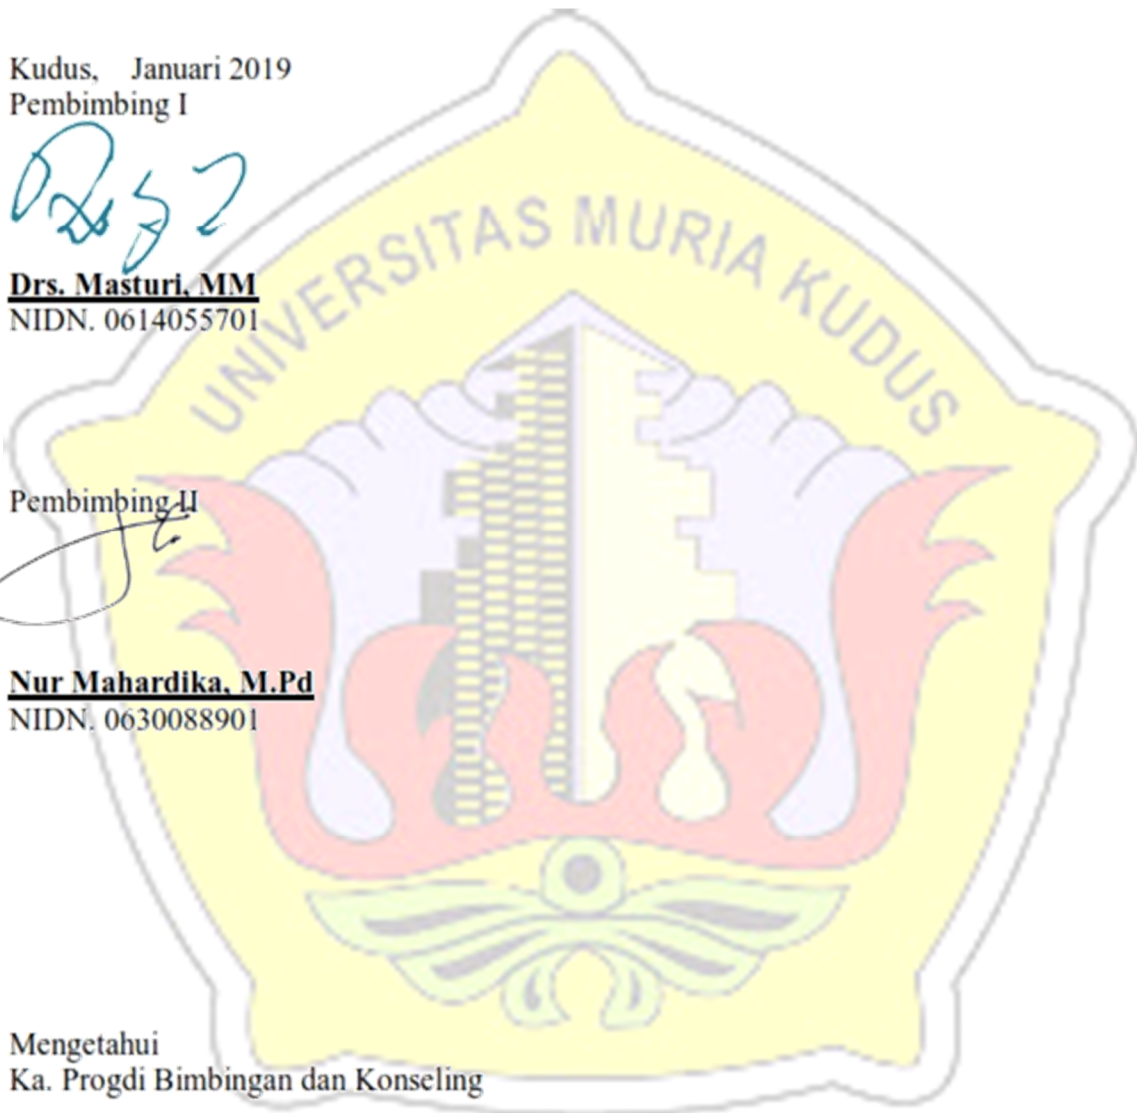 Kudus, Januari 2019
Pembimbing I
Drs. Masturi, MM
NIDN. 0614055701
UNIVERSITAS MURIA KUDUS
Pembimbing II
Nur Mahardika, M.Pd
NIDN. 0630088901
Mengetahui
Ka. Progdi Bimbingan dan Konseling